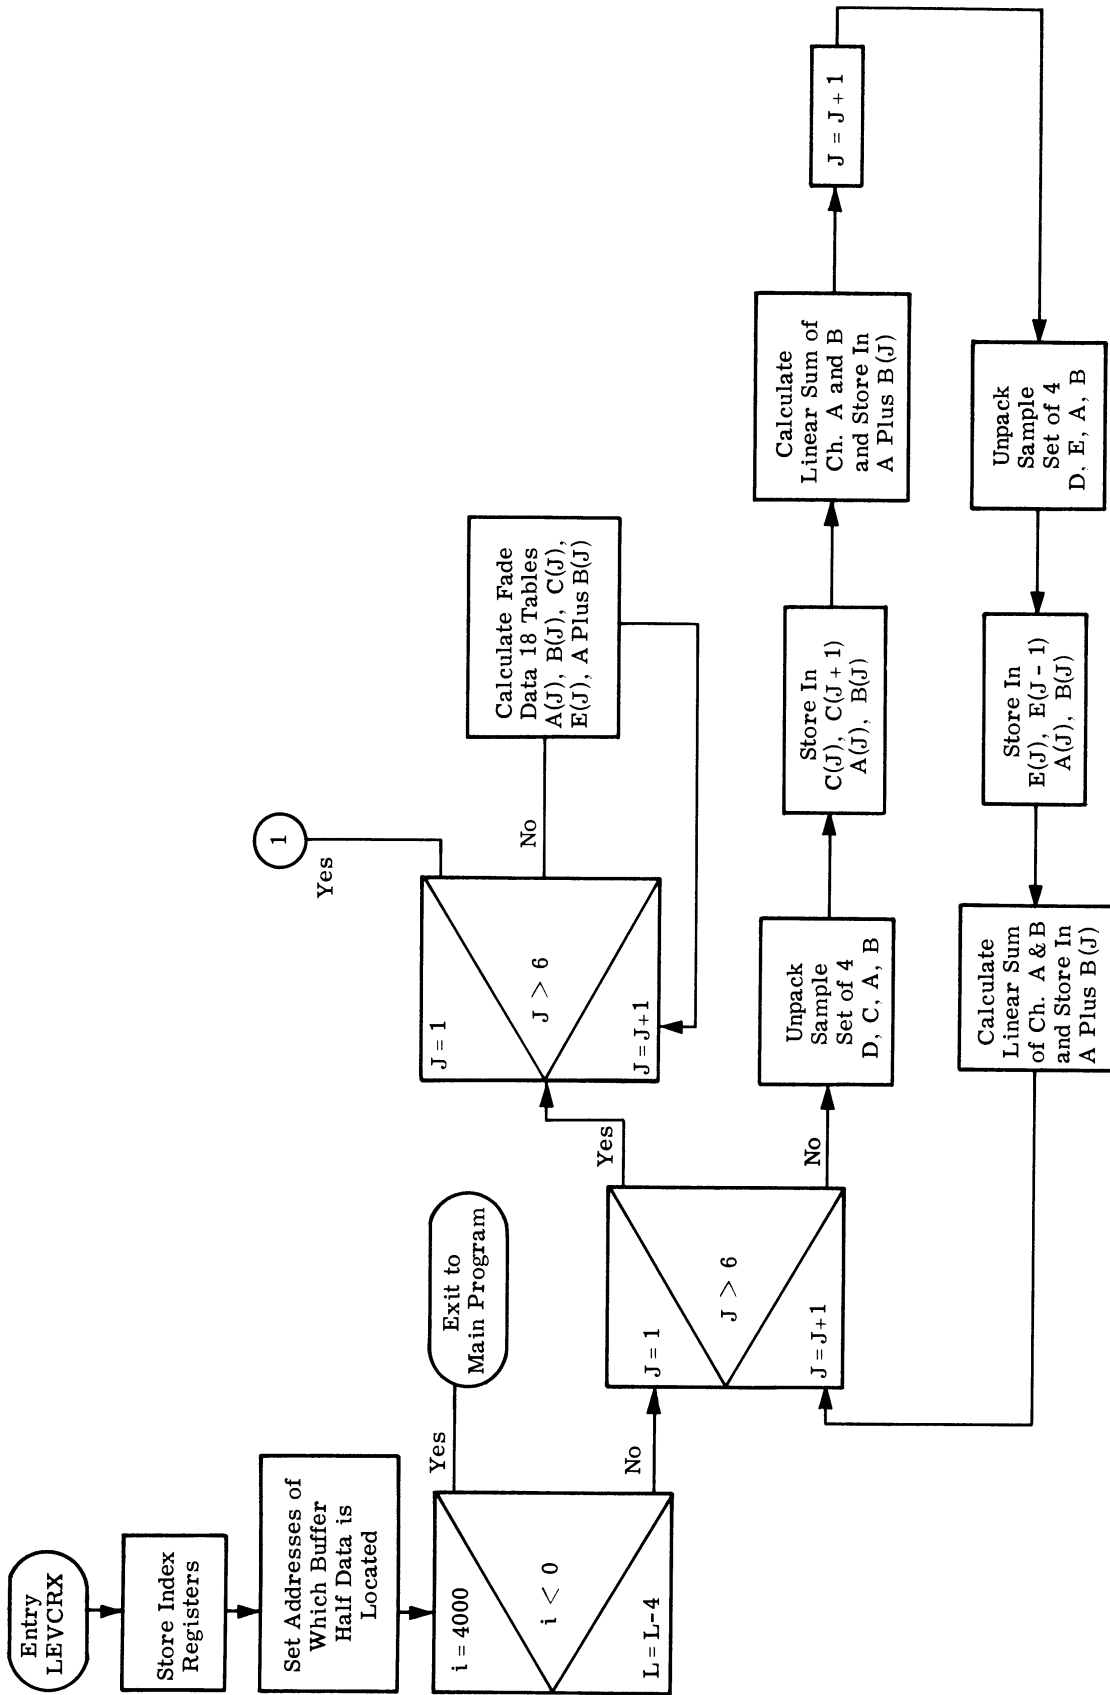 Entry
LEVCRX
Store Index
Registers
Set Addresses of
Which Buffer
Half Data is
Located
i = 4000
i < 0
L = L-4
Yes
No
Exit to
Main Program
J = 1
J > 6
J = J+1
Yes
No
J = 1
J > 6
J = J+1
Yes
1
No
Calculate Fade
Data 18 Tables
A(J), B(J), C(J),
E(J), A Plus B(J)
Unpack
Sample
Set of 4
D, C, A, B
Store In
C(J), C(J + 1)
A(J), B(J)
Calculate
Linear Sum of
Ch. A and B
and Store In
A Plus B(J)
J = J + 1
Unpack
Sample
Set of 4
D, E, A, B
Store In
E(J), E(J - 1)
A(J), B(J)
Calculate
Linear Sum
of Ch. A & B
and Store In
A Plus B(J)